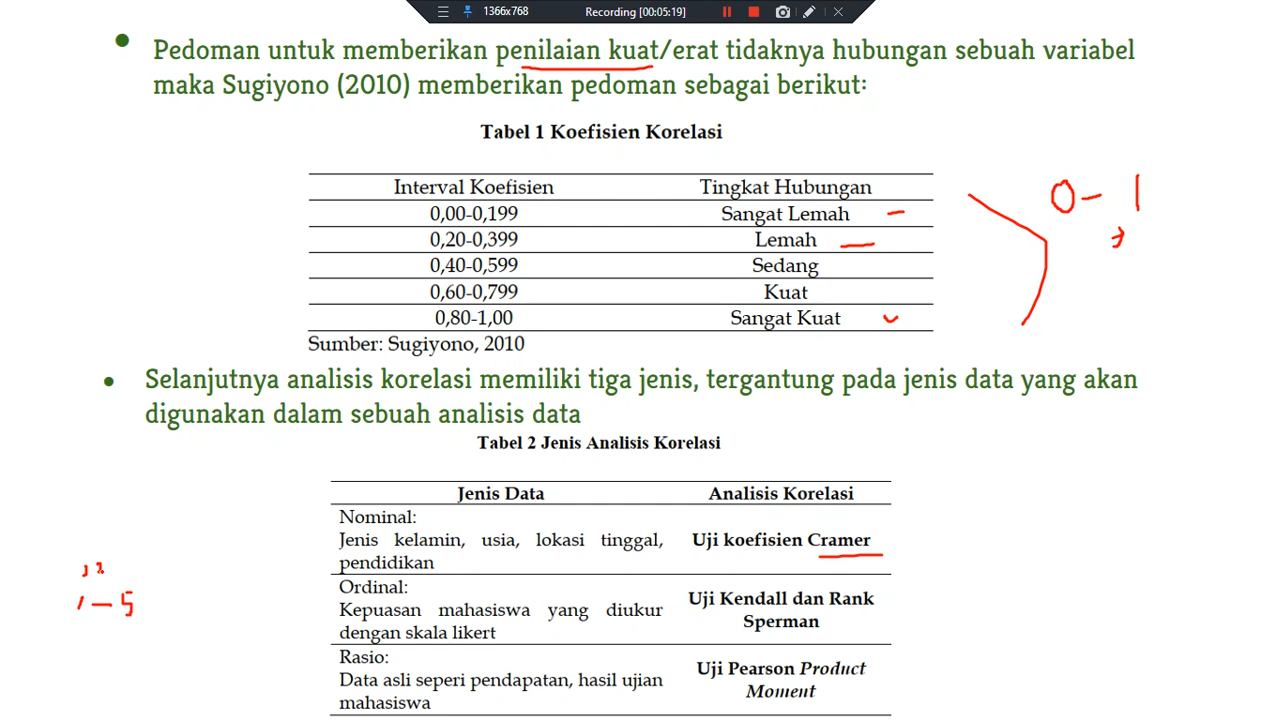 1366x768 Recording [00:05:19]
Pedoman untuk memberikan penilaian kuat/erat tidaknya hubungan sebuah variabel
maka Sugiyono (2010) memberikan pedoman sebagai berikut:
Tabel 1 Koefisien Korelasi
Interval Koefisien Tingkat Hubungan
0,00-0,199 Sangat Lemah
0,20-0,399 Lemah
0,40-0,599 Sedang
0,60-0,799 Kuat
0,80-1,00 Sangat Kuat
0 - 1
Sumber: Sugiyono, 2010
Selanjutnya analisis korelasi memiliki tiga jenis, tergantung pada jenis data yang akan
digunakan dalam sebuah analisis data
Tabel 2 Jenis Analisis Korelasi
Jenis Data Analisis Korelasi
Nominal:
Jenis kelamin, usia, lokasi tinggal,
pendidikan
Uji koefisien Cramer
Ordinal:
Kepuasan mahasiswa yang diukur
dengan skala likert
Uji Kendall dan Rank
Sperman
Rasio:
Data asli seperi pendapatan, hasil ujian
mahasiswa
Uji Pearson Product
Moment
1 - 5